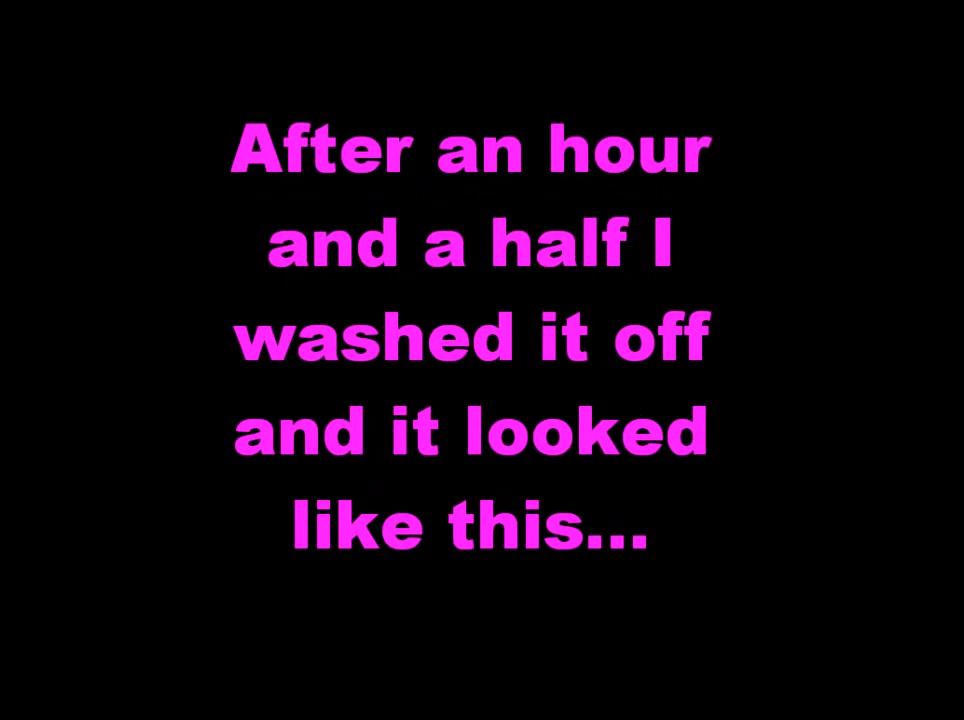 After an hour
and a half I
washed it off
and it looked
like this...